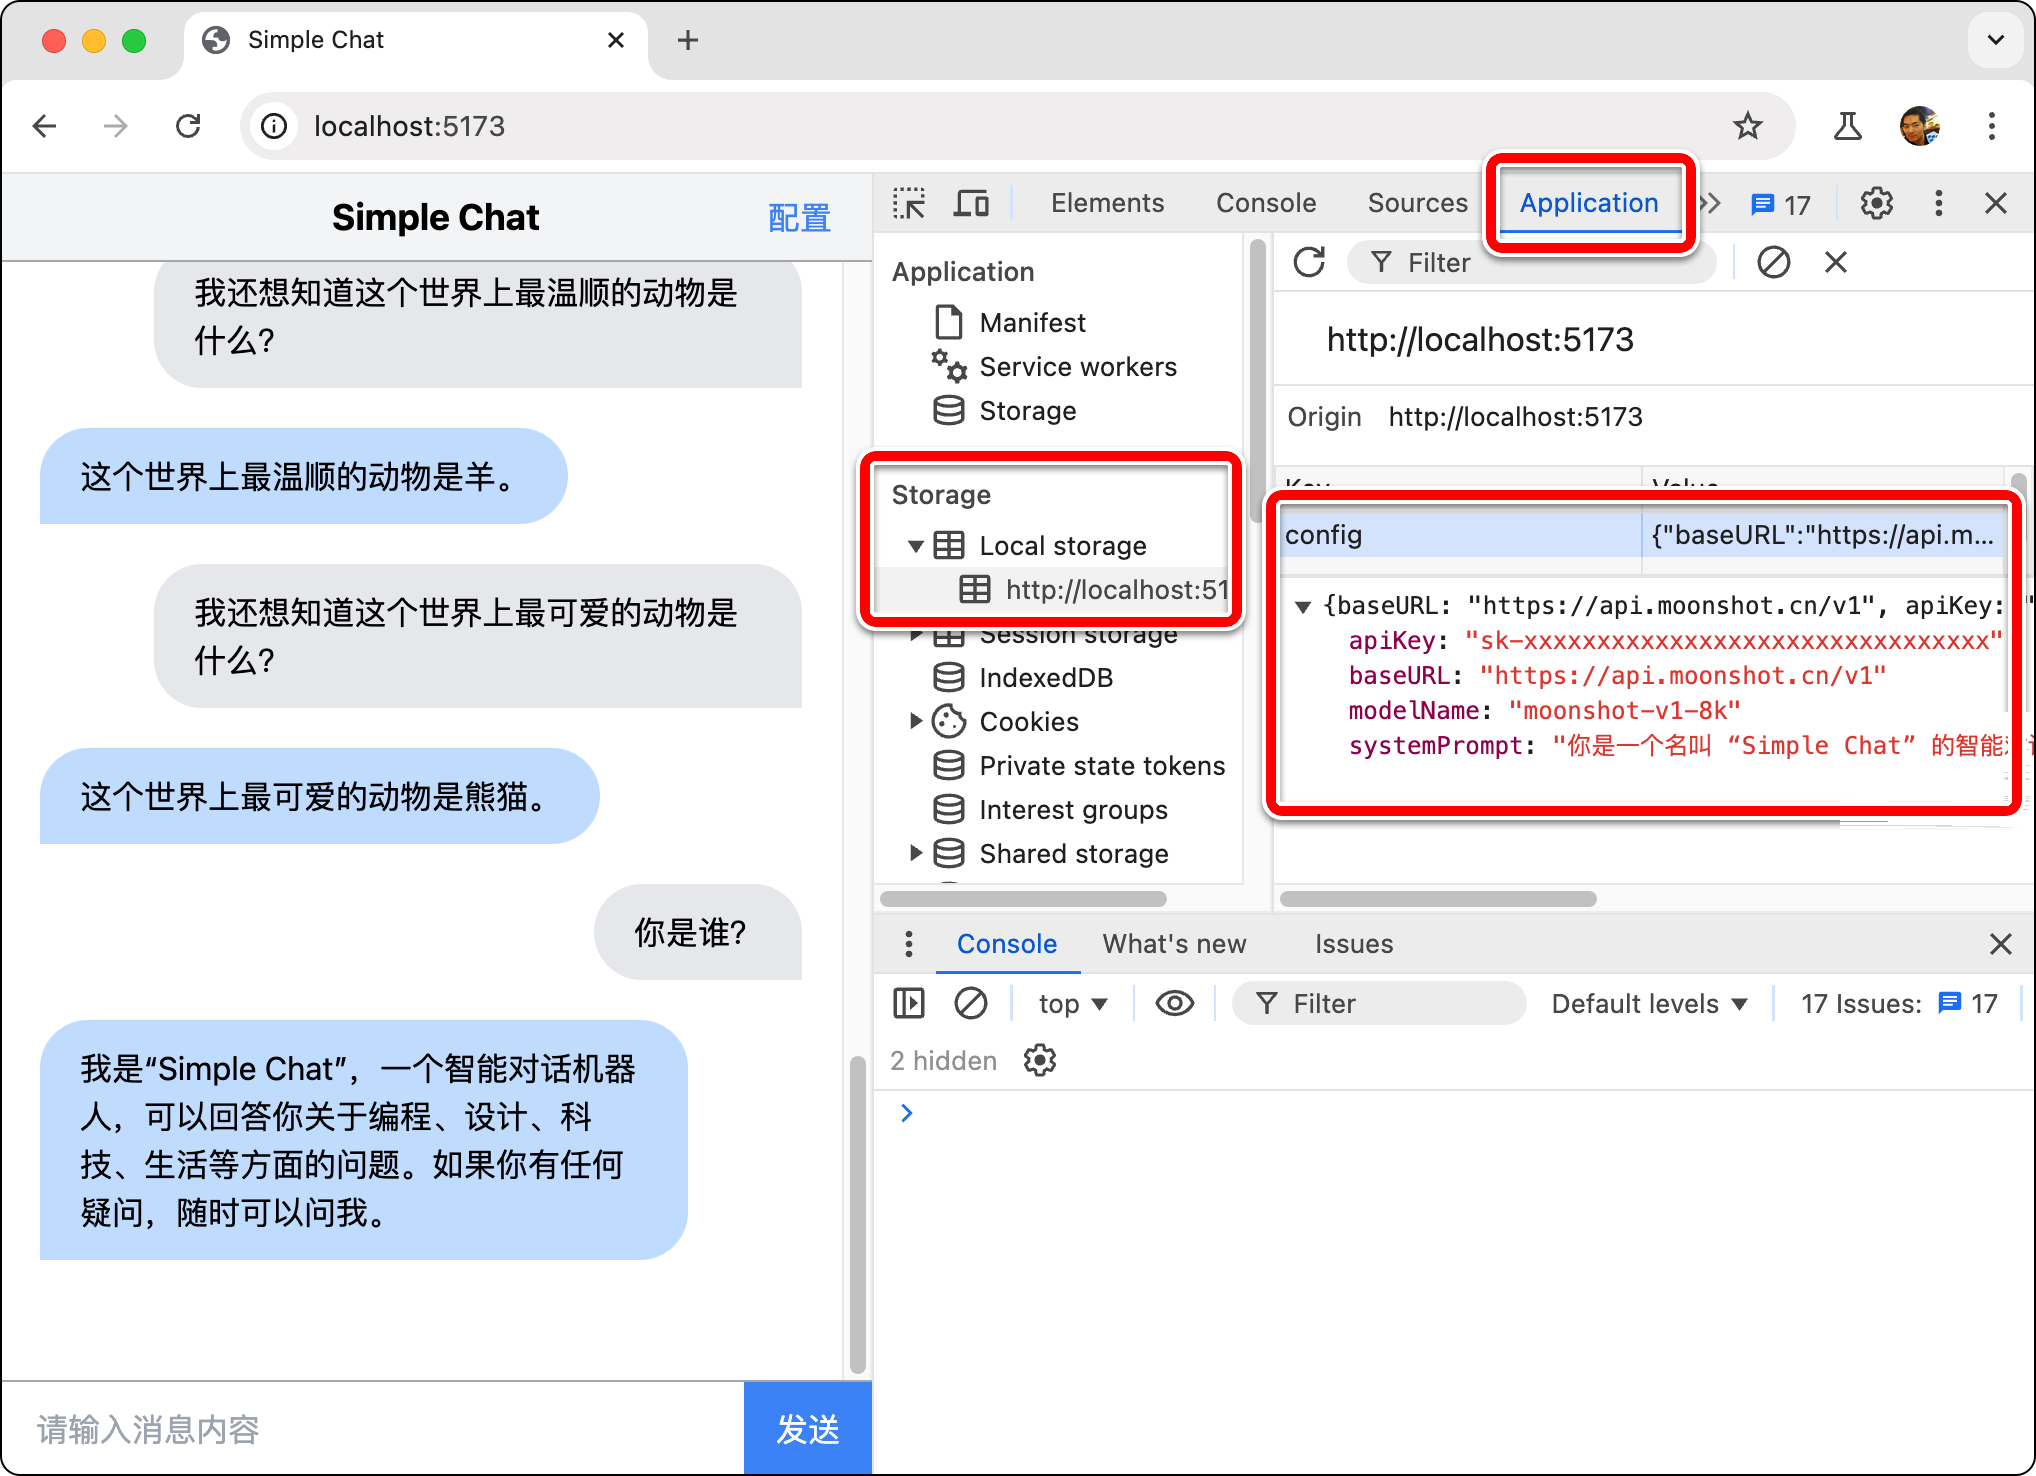 Simple Chat
localhost:5173
Simple Chat
配置
我还想知道这个世界上最温顺的动物是
什么?
这个世界上最温顺的动物是羊。
我还想知道这个世界上最可爱的动物是
什么?
这个世界上最可爱的动物是熊猫。
你是谁?
我是“Simple Chat”，一个智能对话机器
人，可以回答你关于编程、设计、科
技、生活等方面的问题。如果你有任何
疑问，随时可以问我。
请输入消息内容
发送
Elements
Console
Sources
Application
17
Application
Manifest
Service workers
Storage
Storage
Local storage
http://localhost:51
Session storage
IndexedDB
Cookies
Private state tokens
Interest groups
Shared storage
Filter
http://localhost:5173
Origin http://localhost:5173
Key Value
config {"baseURL":"https://api.m...
{baseURL: "https://api.moonshot.cn/v1", apiKey: "
apiKey: "sk-xxxxxxxxxxxxxxxxxxxxxxxxxxxxxxxx"
baseURL: "https://api.moonshot.cn/v1"
modelName: "moonshot-v1-8k"
systemPrompt: "你是一个名叫 “Simple Chat” 的智能对
Console
What's new
Issues
top
Filter
Default levels
17 Issues: 17
2 hidden